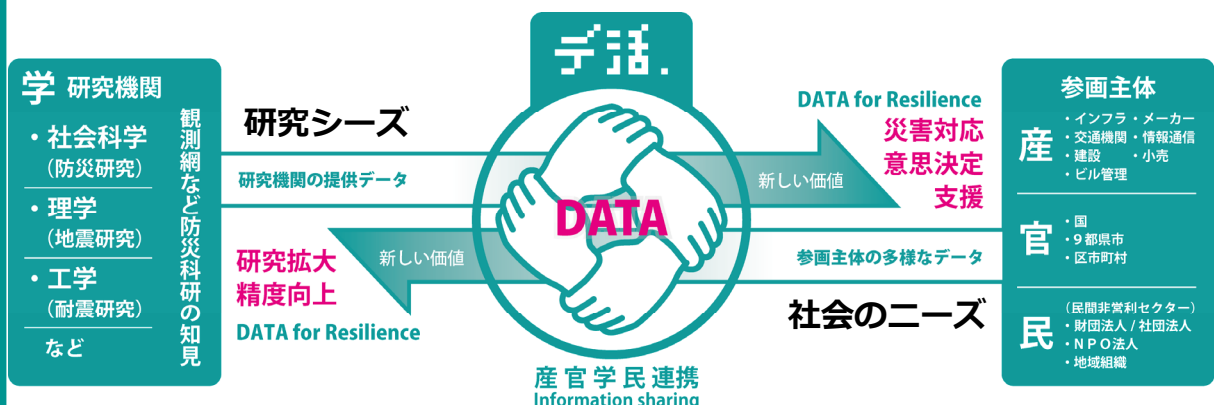 学 研究機関
・社会科学
(防災研究)
・理学
(地震研究)
・工学
(耐震研究)
など
観測網など防災科研の知見
研究シーズ
研究機関の提供データ
研究拡大
精度向上
DATA for Resilience
新しい価値
デ活.
DATA
産官学民連携
Information sharing
DATA for Resilience
災害対応
意思決定
支援
新しい価値
参画主体の多様なデータ
社会のニーズ
参画主体
産
・インフラ・メーカー
・交通機関・情報通信
・建設 ・小売
・ビル管理
官
・国
・9都県市
・区市町村
民
(民間非営利セクター)
・財団法人/社団法人
・NPO法人
・地域組織